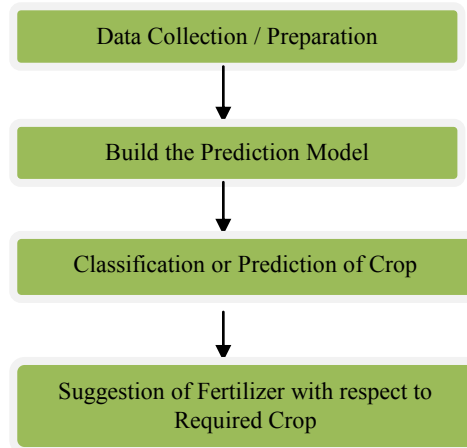 Data Collection / Preparation
Build the Prediction Model
Classification or Prediction of Crop
Suggestion of Fertilizer with respect to
Required Crop